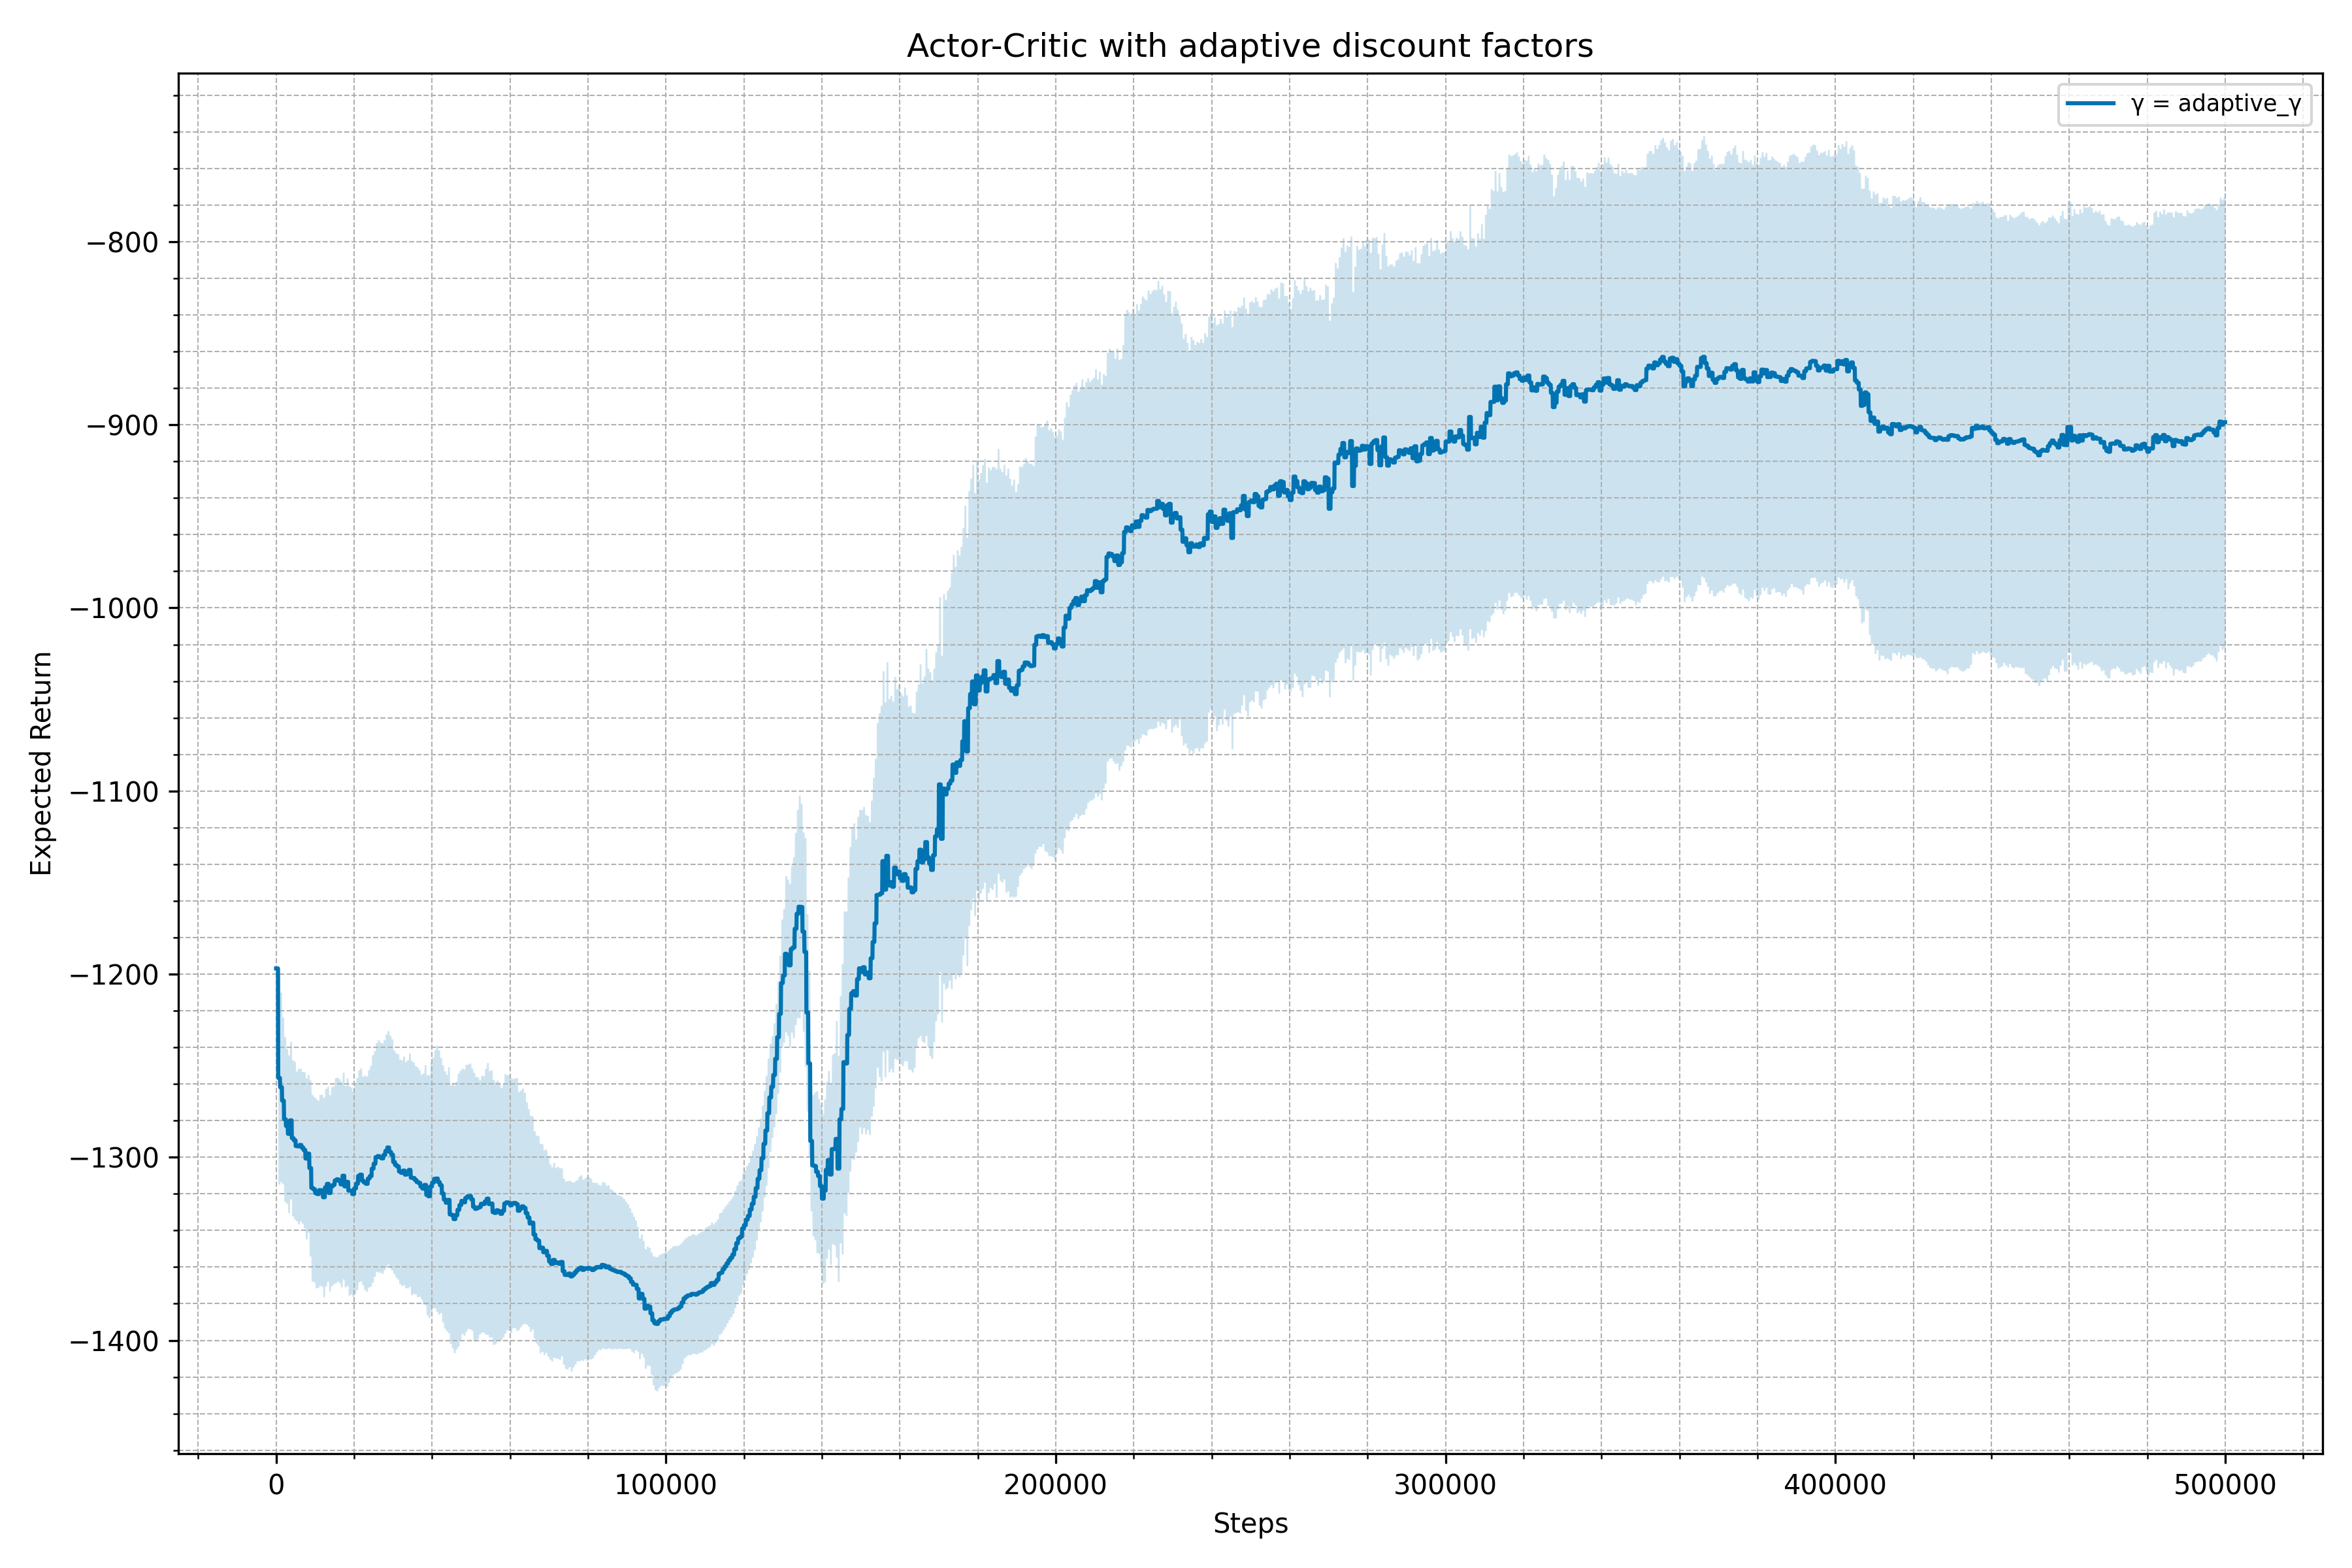 Actor-Critic with adaptive discount factors
γ = adaptive_γ
Expected Return
−800
−900
−1000
−1100
−1200
−1300
−1400
0 100000 200000 300000 400000 500000
Steps